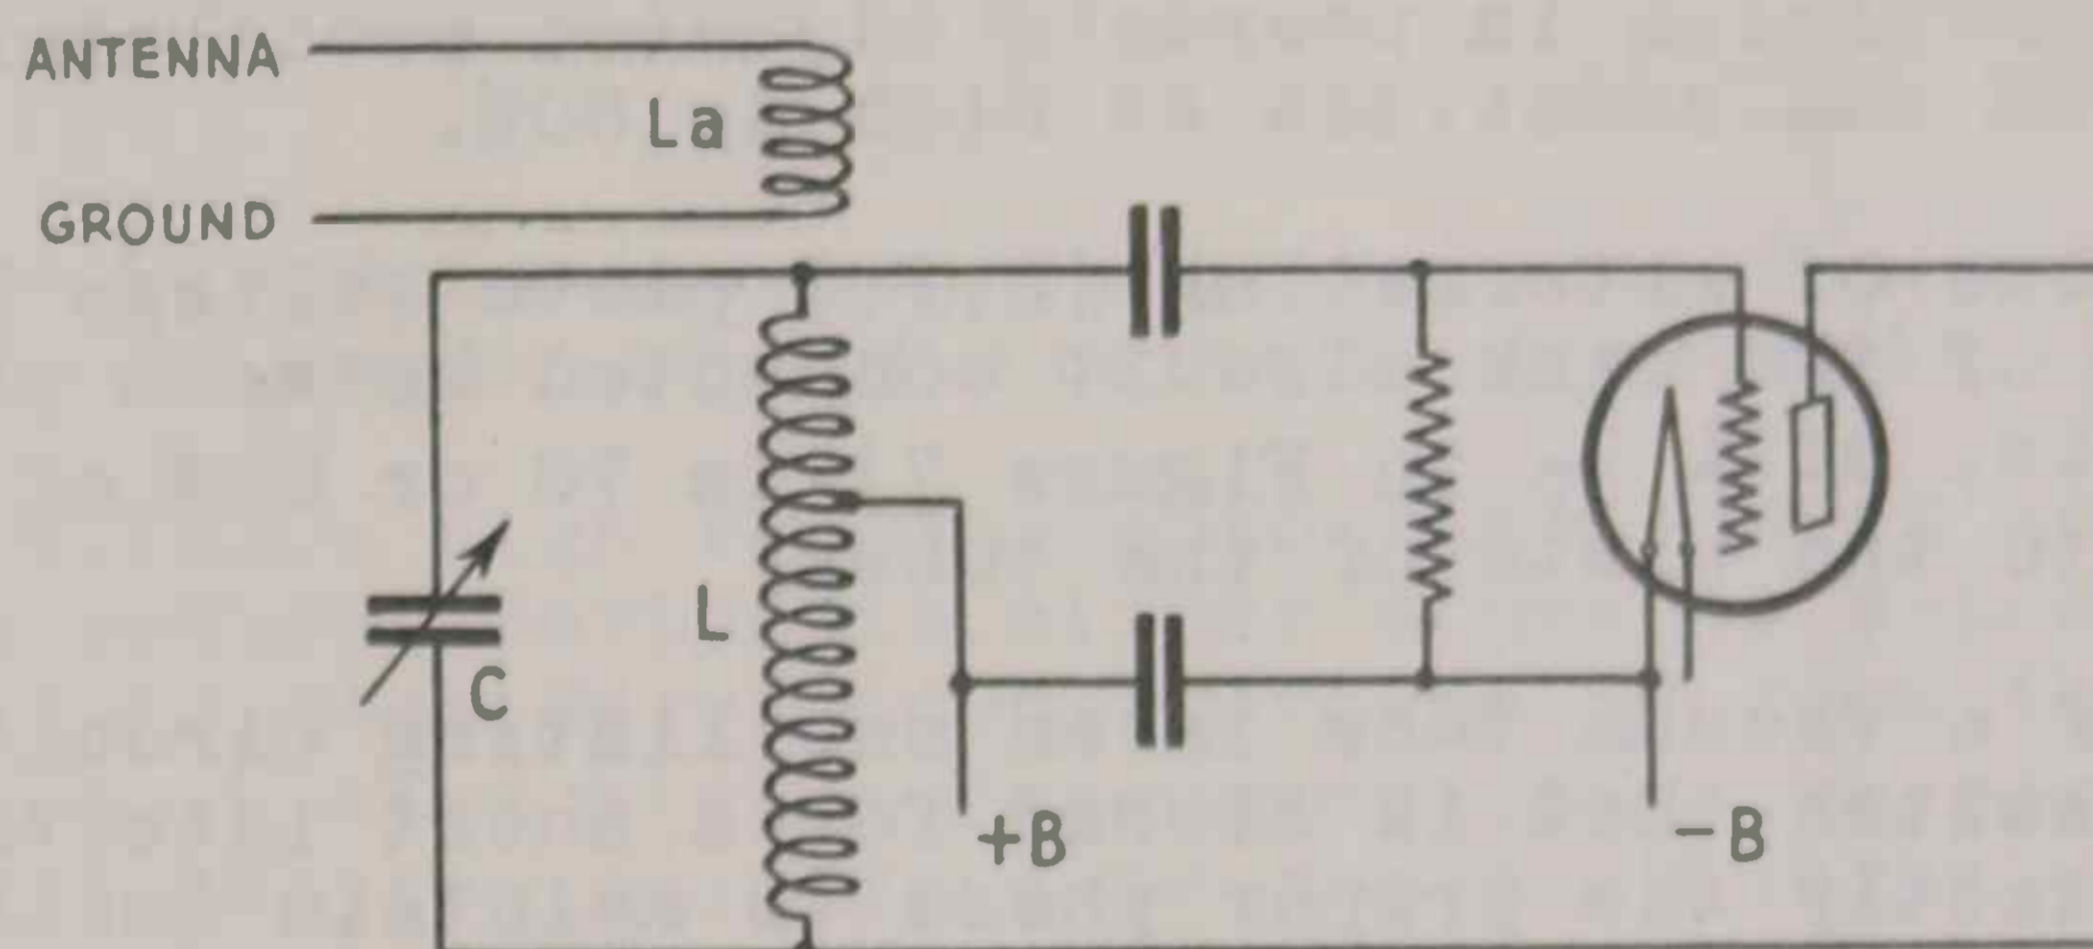 ANTENNA
La
GROUND
L
C
+B
-B